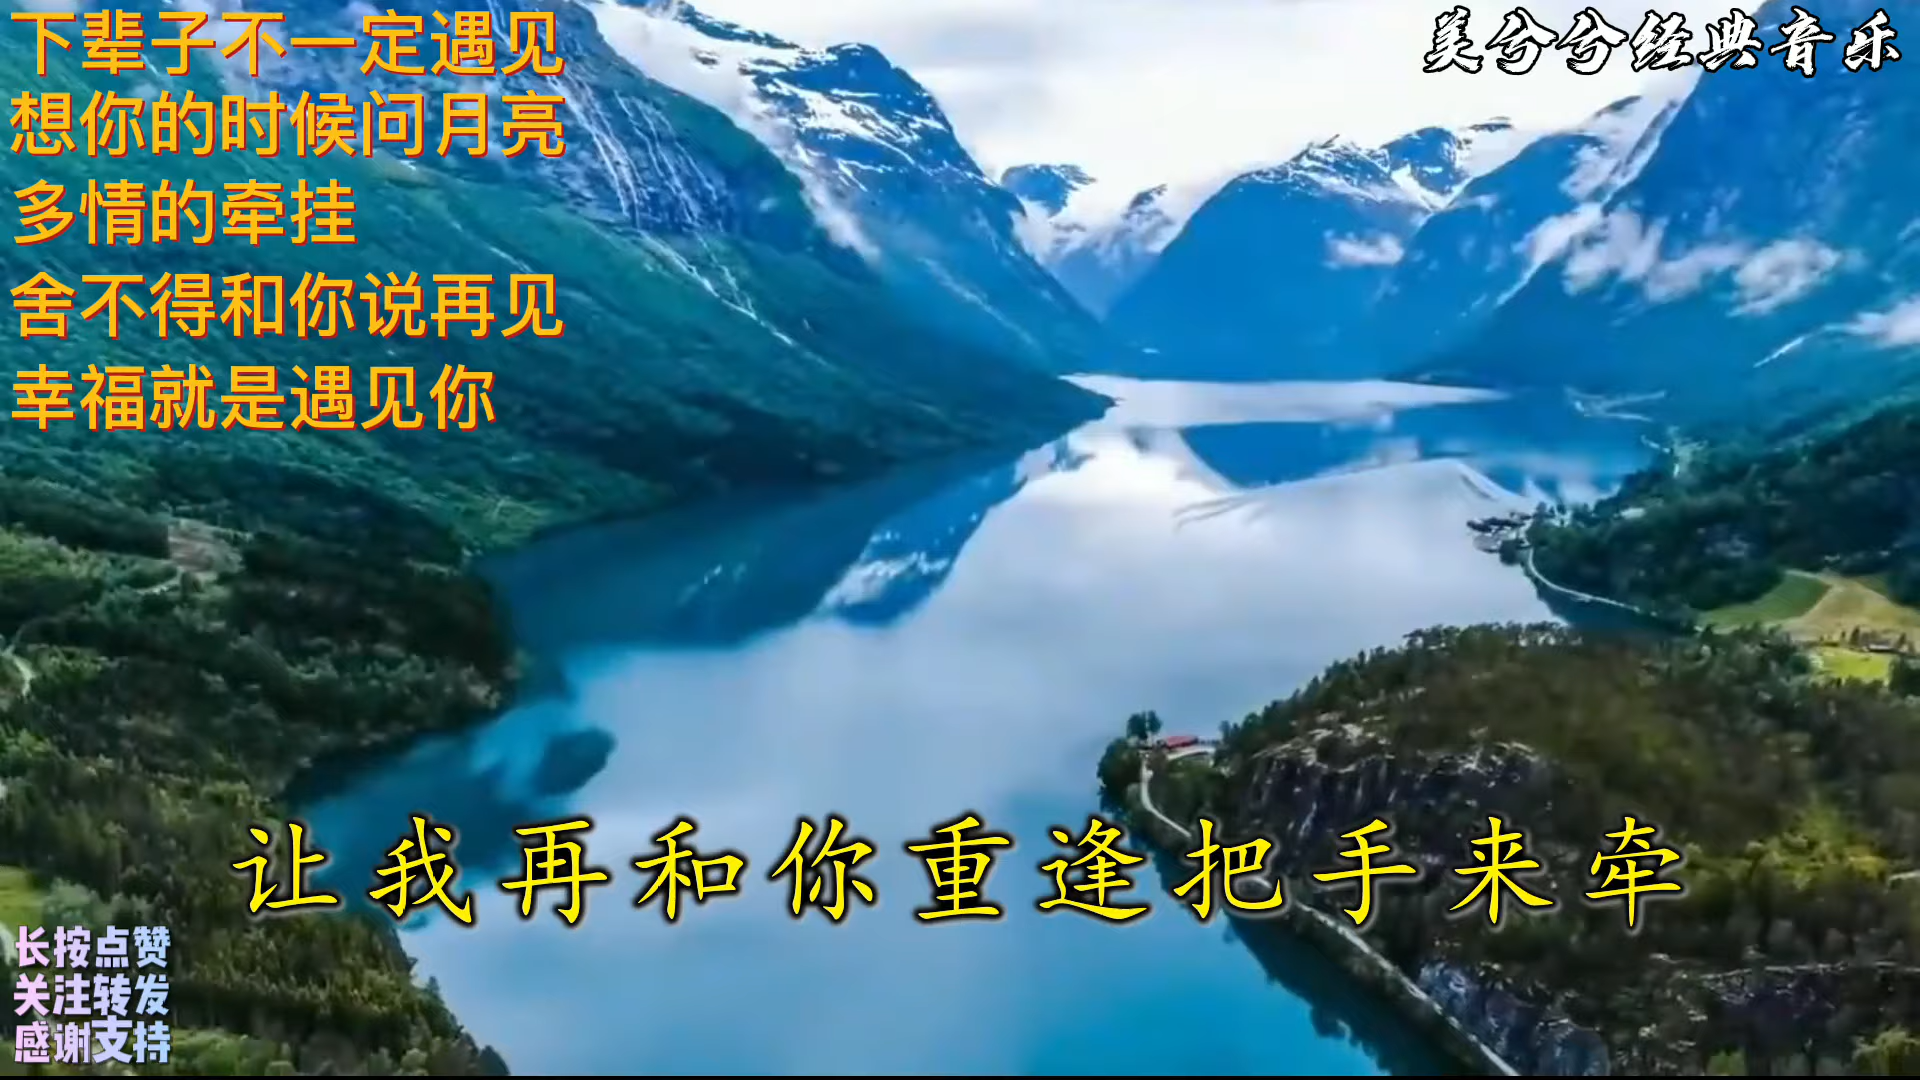 下辈子不一定遇见
想你的时候问月亮
多情的牵挂
舍不得和你说再见
幸福就是遇见你
美兮兮经典音乐
让我再和你重逢把手来牵
长按点赞
关注转发
感谢支持